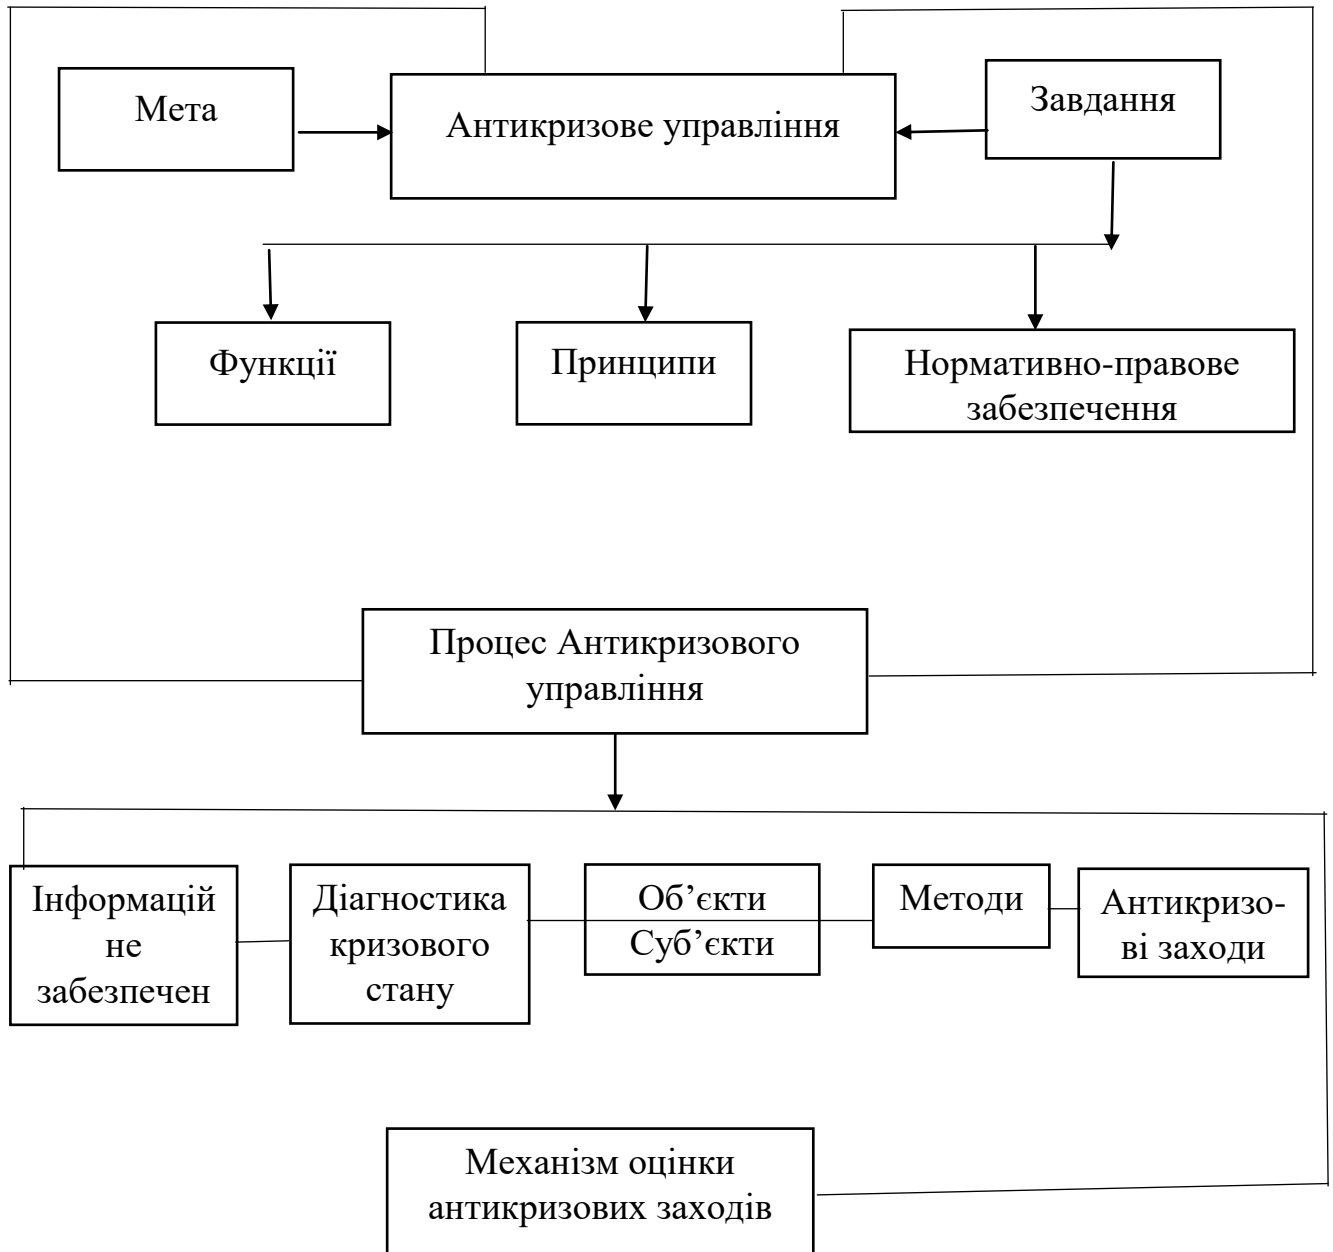 Мета
Антикризове управління
Завдання
Функції
Принципи
Нормативно-правове
забезпечення
Процес Антикризового
управління
Інформацій
не
забезпечен
Діагностика
кризового
стану
Об’єкти
Суб’єкти
Методи
Антикризо-
ві заходи
Механізм оцінки
антикризових заходів